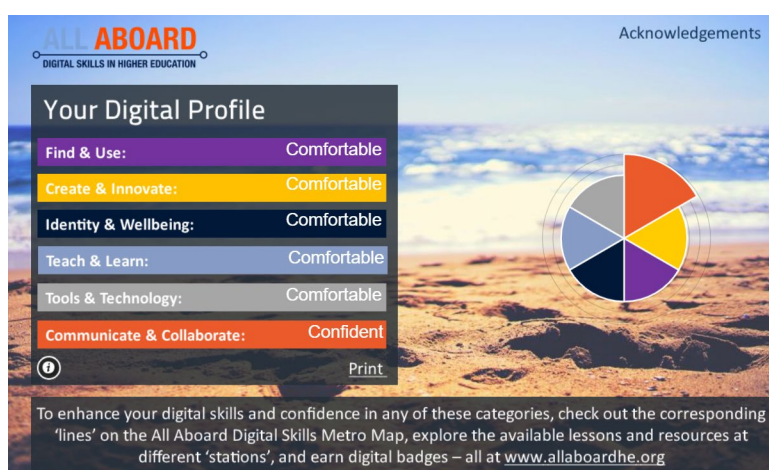 ALL ABOARD
DIGITAL SKILLS IN HIGHER EDUCATION
Acknowledgements
Your Digital Profile
Find & Use: Comfortable
Create & Innovate: Comfortable
Identity & Wellbeing: Comfortable
Teach & Learn: Comfortable
Tools & Technology: Comfortable
Communicate & Collaborate: Confident
i Print
To enhance your digital skills and confidence in any of these categories, check out the corresponding
‘lines’ on the All Aboard Digital Skills Metro Map, explore the available lessons and resources at
different ‘stations’, and earn digital badges – all at www.allaboardhe.org